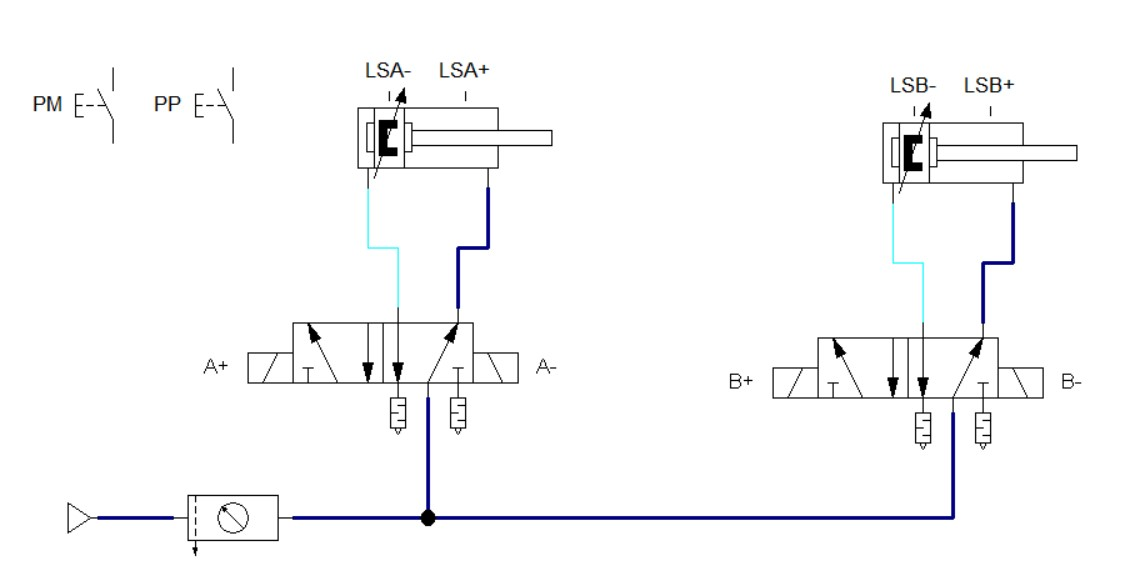 LSA- LSA+
LSB- LSB+
PM PP
A+ A-
B+ B-